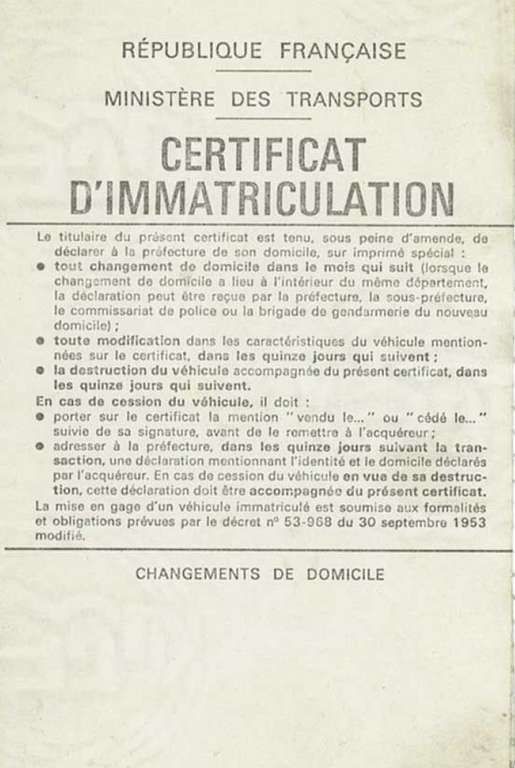 RÉPUBLIQUE FRANÇAISE
MINISTÈRE DES TRANSPORTS
CERTIFICAT
D'IMMATRICULATION
Le titulaire du présent certificat est tenu, sous peine d'amende, de
déclarer à la préfecture de son domicile, sur imprimé spécial :
● tout changement de domicile dans le mois qui suit (lorsque le
changement de domicile a lieu à l'intérieur du même département,
la déclaration peut être reçue par la préfecture, la sous-préfecture,
le commissariat de police ou la brigade de gendarmerie du nouveau
domicile) ;
● toute modification dans les caractéristiques du véhicule mention-
nées sur le certificat, dans les quinze jours qui suivent ;
● la destruction du véhicule accompagnée du présent certificat, dans
les quinze jours qui suivent.
En cas de cession du véhicule, il doit :
● porter sur le certificat la mention "vendu le..." ou "cédé le..."
suivie de sa signature, avant de le remettre à l'acquéreur ;
● adresser à la préfecture, dans les quinze jours suivant la tran-
saction, une déclaration mentionnant l'identité et le domicile déclarés
par l'acquéreur. En cas de cession du véhicule en vue de sa destruc-
tion, cette déclaration doit être accompagnée du présent certificat.
La mise en gage d'un véhicule immatriculé est soumise aux formalités
et obligations prévues par le décret nº 53-968 du 30 septembre 1953
modifié.
CHANGEMENTS DE DOMICILE